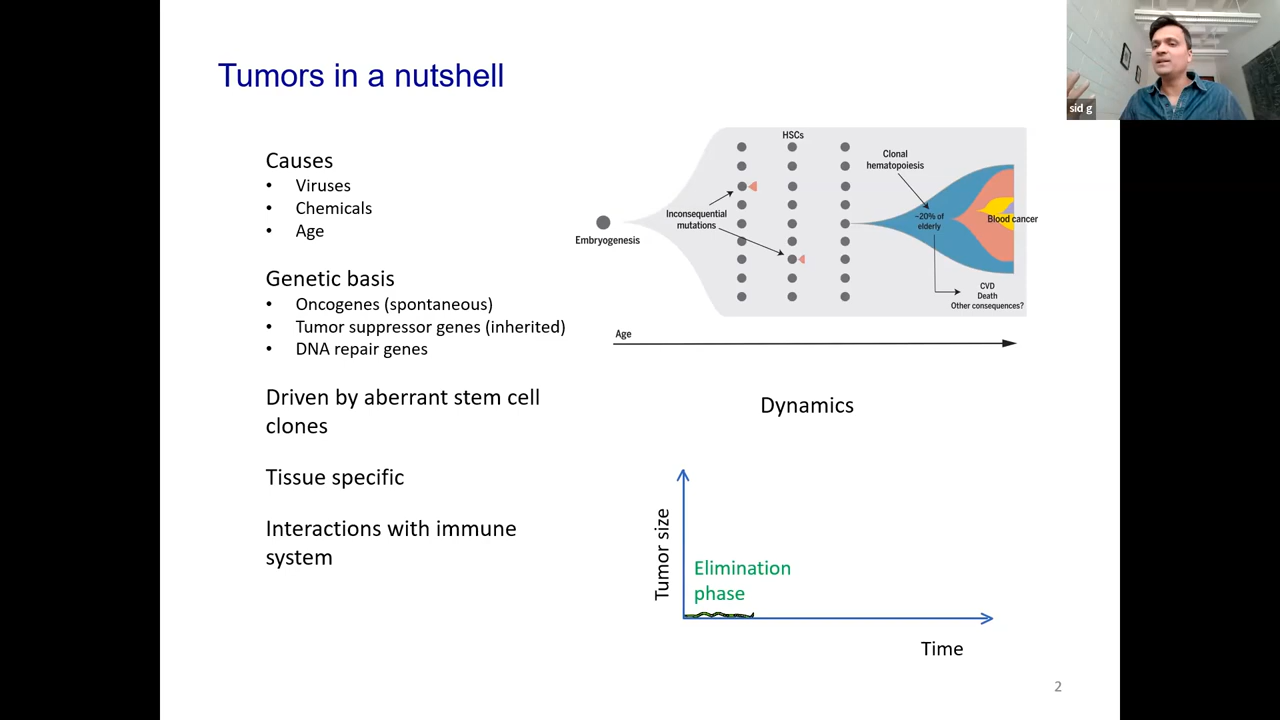 Tumors in a nutshell
sid g
Causes
• Viruses
• Chemicals
• Age
Genetic basis
• Oncogenes (spontaneous)
• Tumor suppressor genes (inherited)
• DNA repair genes
Driven by aberrant stem cell
clones
Tissue specific
Interactions with immune
system
HSCs
Embryogenesis
Inconsequential
mutations
Clonal
hematopoiesis
~20% of
elderly
Blood cancer
CVD
Death
Other consequences?
Age
Dynamics
Tumor size
Elimination
phase
Time
2